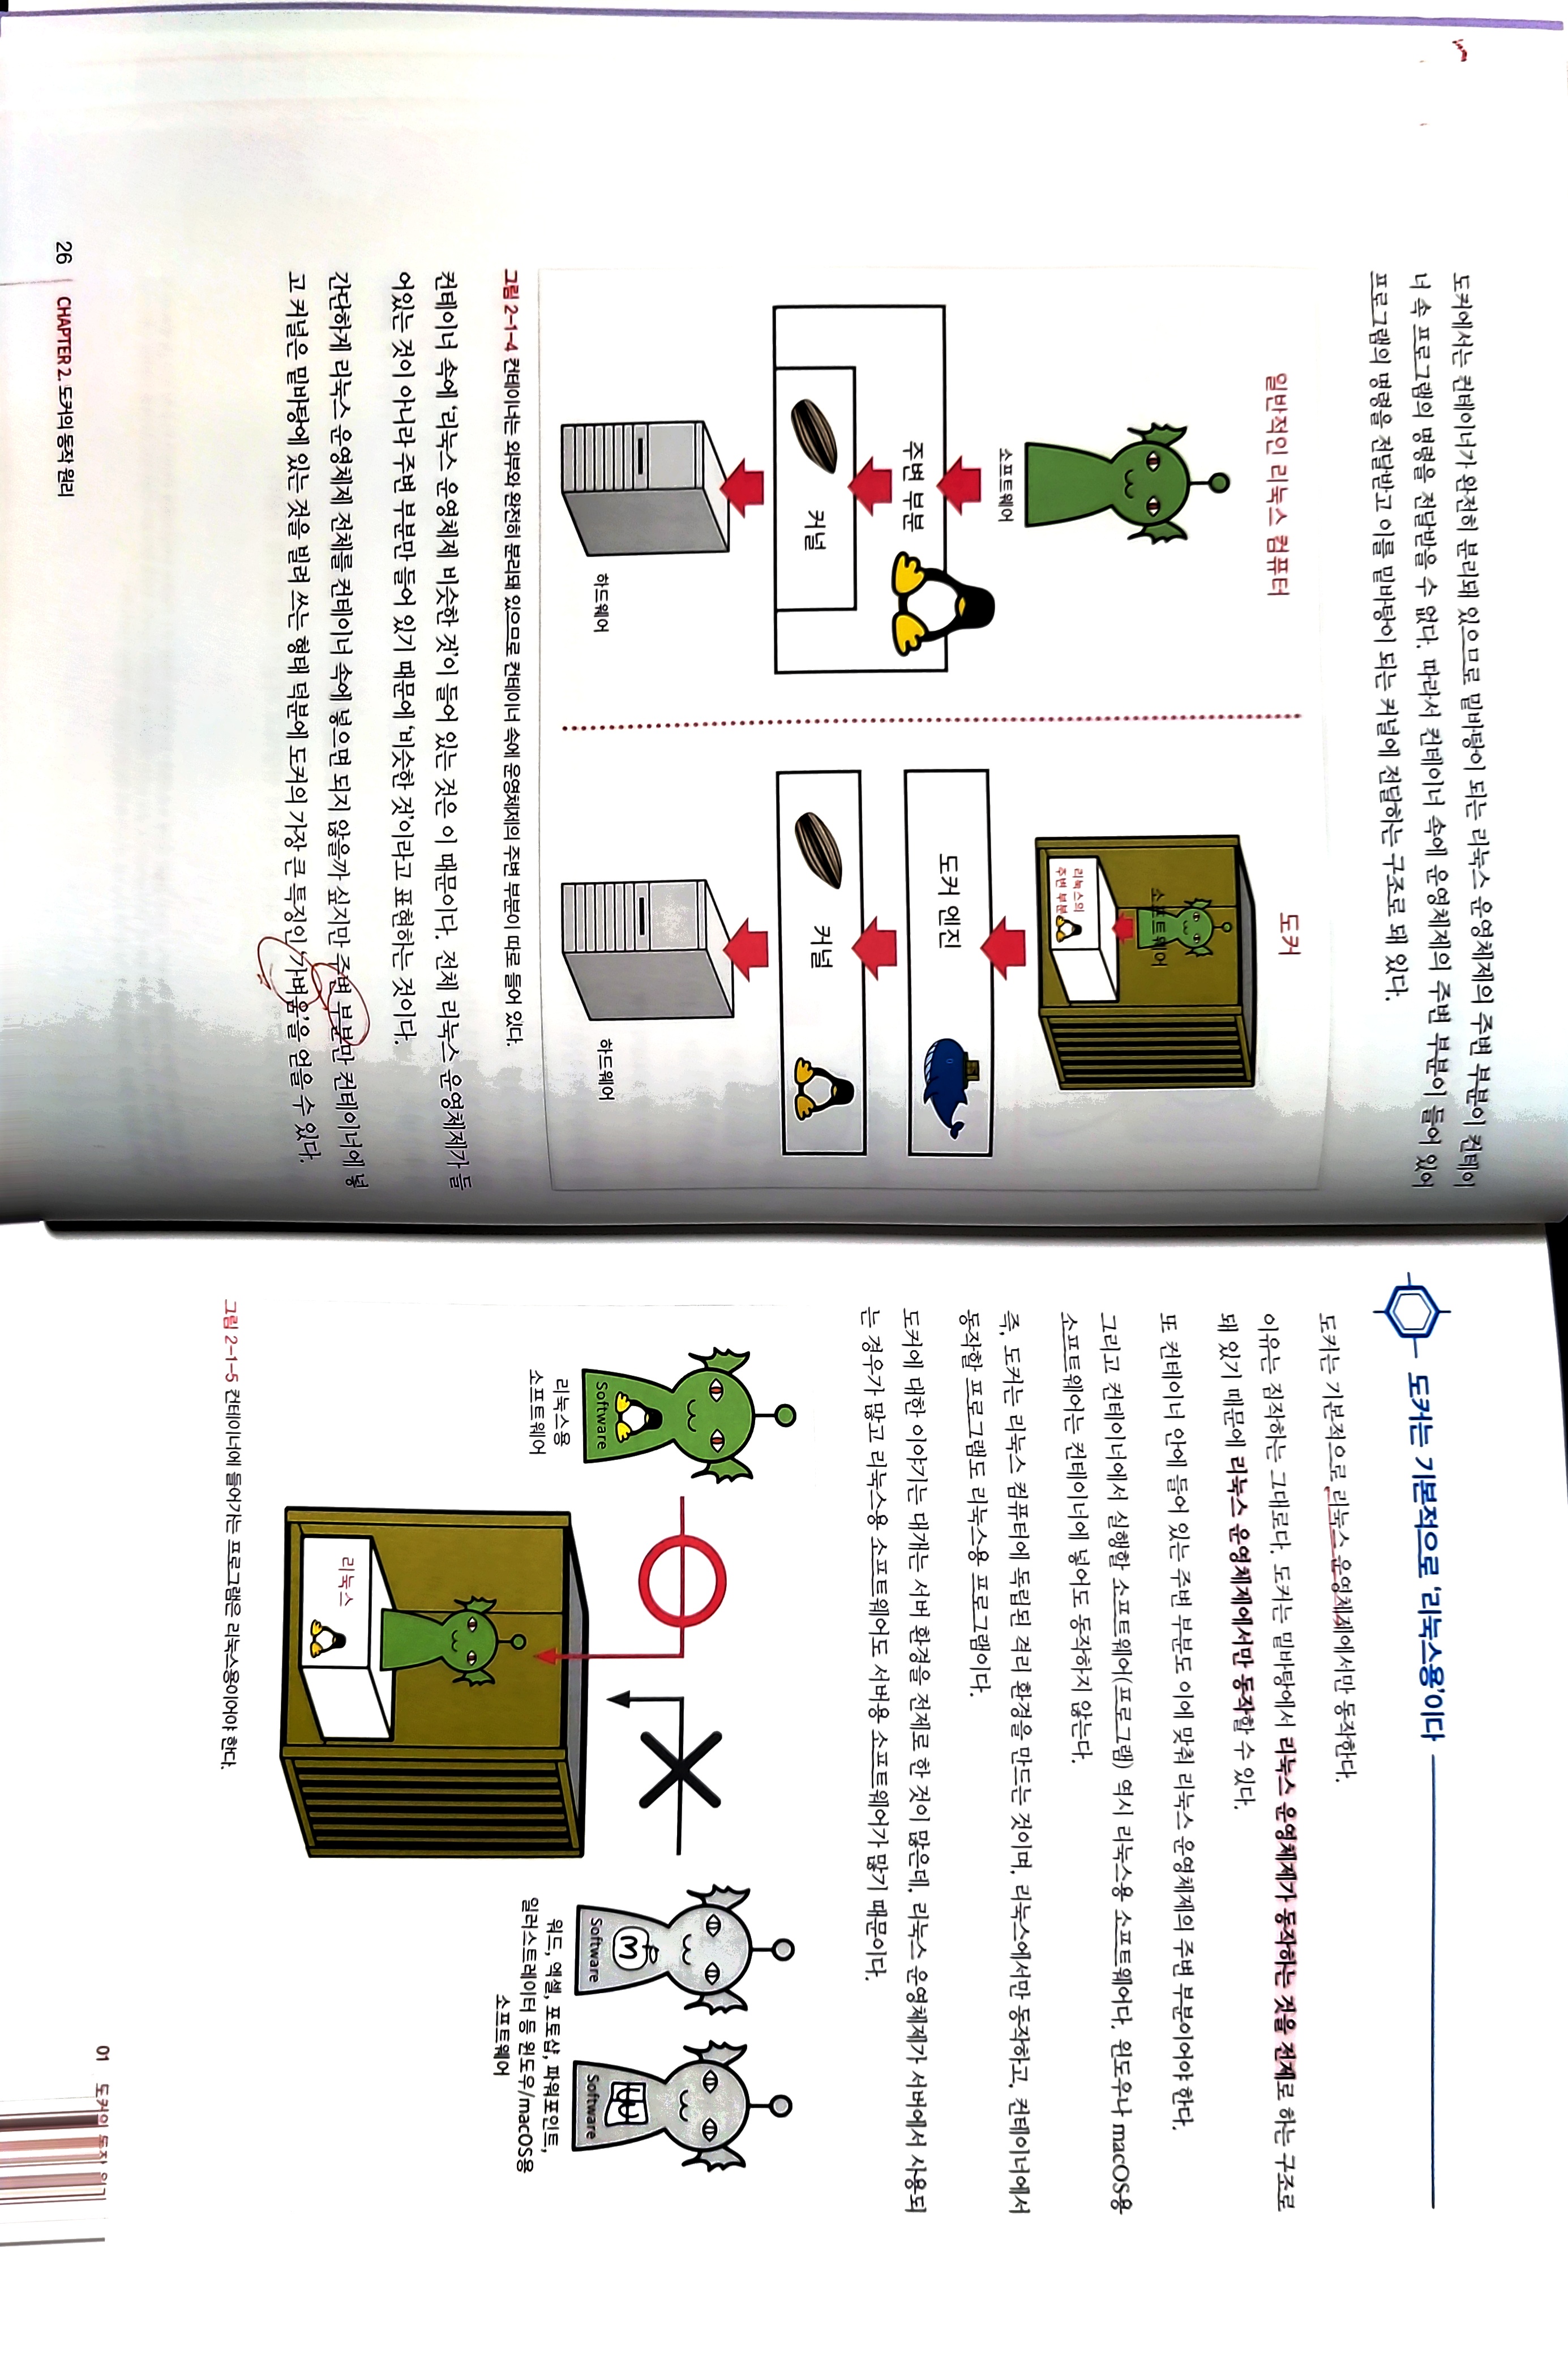 도커에서는 컨테이너가 완전히 분리돼 있으므로 밑바탕이 되는 리눅스 운영체제의 주변 부분이 컨테이
너 속 프로그램의 명령을 전달받을 수 없다. 따라서 컨테이너 속에 운영체제의 주변 부분이 들어 있어
프로그램의 명령을 전달받고 이를 밑바탕이 되는 커널에 전달하는 구조로 돼 있다.
일반적인 리눅스 컴퓨터
소프트웨어
주변 부분
커널
하드웨어
도커
소프트웨어
리눅스의
주변 부분
도커 엔진
커널
하드웨어
그림 2-1-4 컨테이너는 외부와 완전히 분리돼 있으므로 컨테이너 속에 운영체제의 주변 부분이 따로 들어 있다.
컨테이너 속에 ‘리눅스 운영체제 비슷한 것’이 들어 있는 것은 이 때문이다. 전체 리눅스 운영체제가 들
어있는 것이 아니라 주변 부분만 들어 있기 때문에 ‘비슷한 것’이라고 표현하는 것이다.
간단하게 리눅스 운영체제 전체를 컨테이너 속에 넣으면 되지 않을까 싶지만 주변 부분만 컨테이너에 넣
고 커널은 밑바탕에 있는 것을 빌려 쓰는 형태 덕분에 도커의 가장 큰 특징인 ‘가벼움’을 얻을 수 있다.
26 CHAPTER 2. 도커의 동작 원리
도커는 기본적으로 ‘리눅스용’이다
도커는 기본적으로 리눅스 운영체제에서만 동작한다.
이유는 짐작하는 그대로다. 도커는 밑바탕에서 리눅스 운영체제가 동작하는 것을 전제로 하는 구조로
돼 있기 때문에 리눅스 운영체제에서만 동작할 수 있다.
또 컨테이너 안에 들어 있는 주변 부분도 이에 맞춰 리눅스 운영체제의 주변 부분이어야 한다.
그리고 컨테이너에서 실행할 소프트웨어(프로그램) 역시 리눅스용 소프트웨어다. 윈도우나 macOS용
소프트웨어는 컨테이너에 넣어도 동작하지 않는다.
즉, 도커는 리눅스 컴퓨터에 독립된 격리 환경을 만드는 것이며, 리눅스에서만 동작하고, 컨테이너에서
동작할 프로그램도 리눅스용 프로그램이다.
도커에 대한 이야기는 대개는 서버 환경을 전제로 한 것이 많은데, 리눅스 운영체제가 서버에서 사용되
는 경우가 많고 리눅스용 소프트웨어도 서버용 소프트웨어가 많기 때문이다.
Software
리눅스용
소프트웨어
Software
Software
워드, 엑셀, 포토샵, 파워포인트,
일러스트레이터 등 윈도우/macOS용
소프트웨어
리눅스
그림 2-1-5 컨테이너에 들어가는 프로그램은 리눅스용이어야 한다.
01 도커의 동작 원리